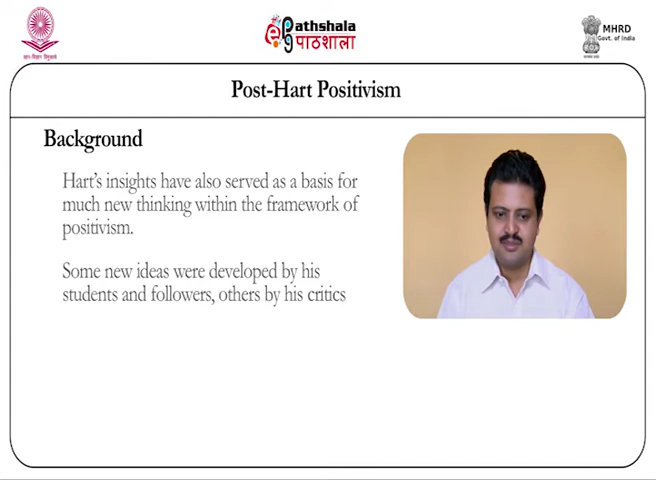 ePathshala
पाठशाला
MHRD
Govt. of India
Post-Hart Positivism
Background
Hart's insights have also served as a basis for
much new thinking within the framework of
positivism.
Some new ideas were developed by his
students and followers, others by his critics